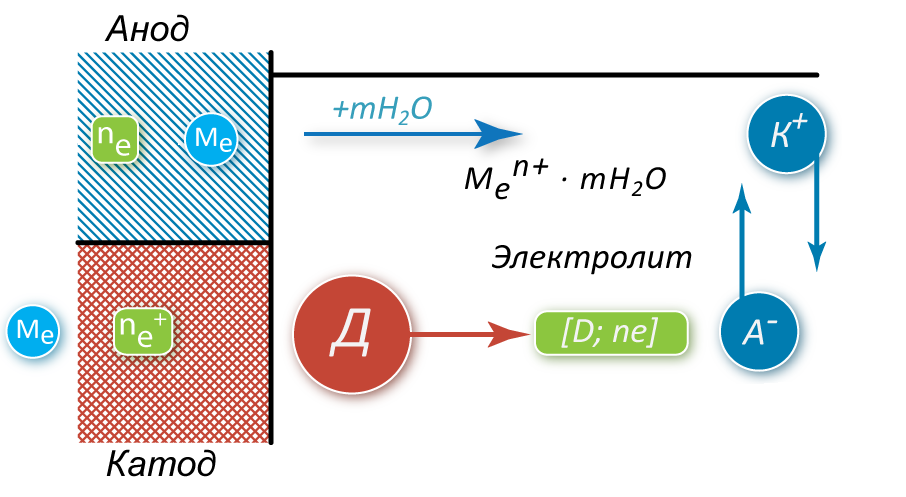 Анод
nₑ
Mₑ
+mH₂O
K⁺
Mₑⁿ⁺ · mH₂O
Электролит
Mₑ
nₑ⁺
Д
[D; ne]
A⁻
Катод